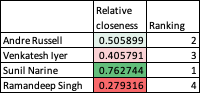 Relative closeness Ranking
Andre Russell 0.505899 2
Venkatesh Iyer 0.405791 3
Sunil Narine 0.762744 1
Ramandeep Singh 0.279316 4